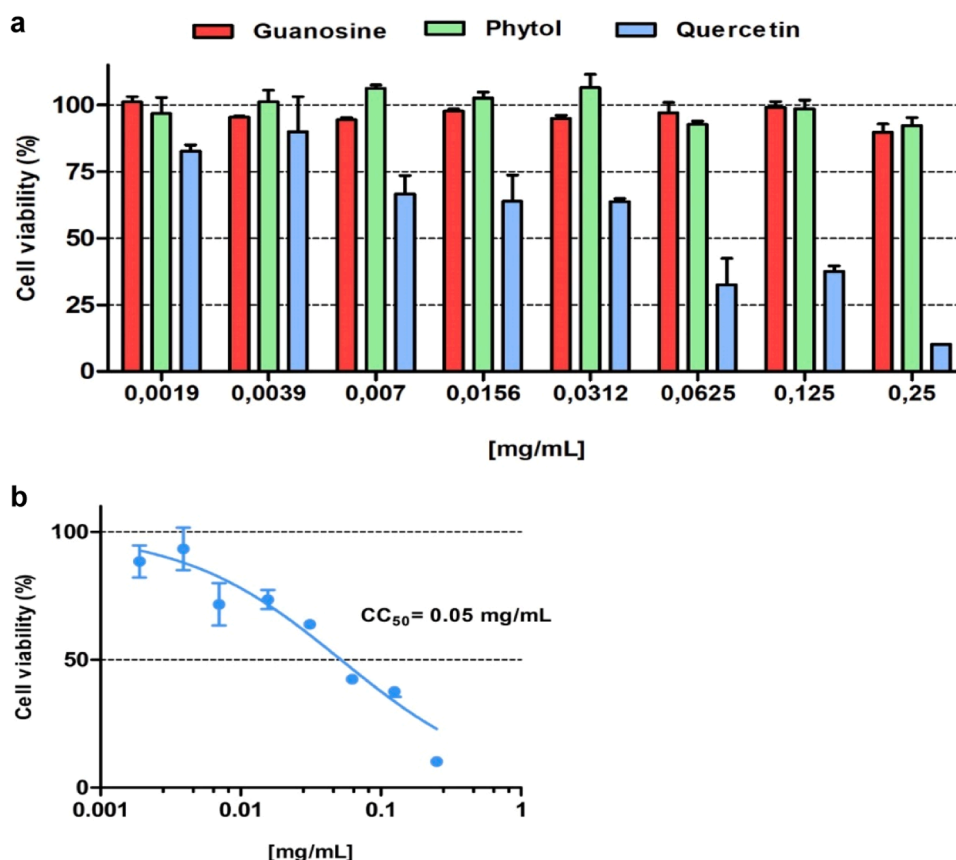 a
Guanosine Phytol Quercetin
Cell viability (%)
100
75
50
25
0
0,0019 0,0039 0,007 0,0156 0,0312 0,0625 0,125 0,25
[mg/mL]
b
Cell viability (%)
100
50
0
CC50= 0.05 mg/mL
0.001 0.01 0.1 1
[mg/mL]